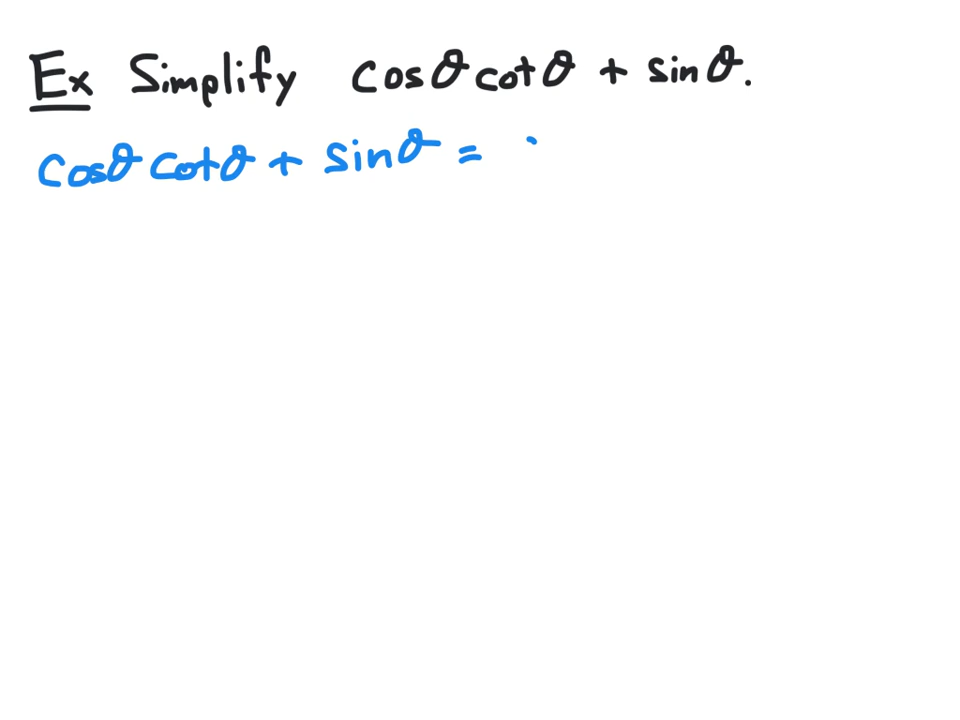 Ex Simplify cosθ cotθ + sinθ.
cosθ cotθ + sinθ =